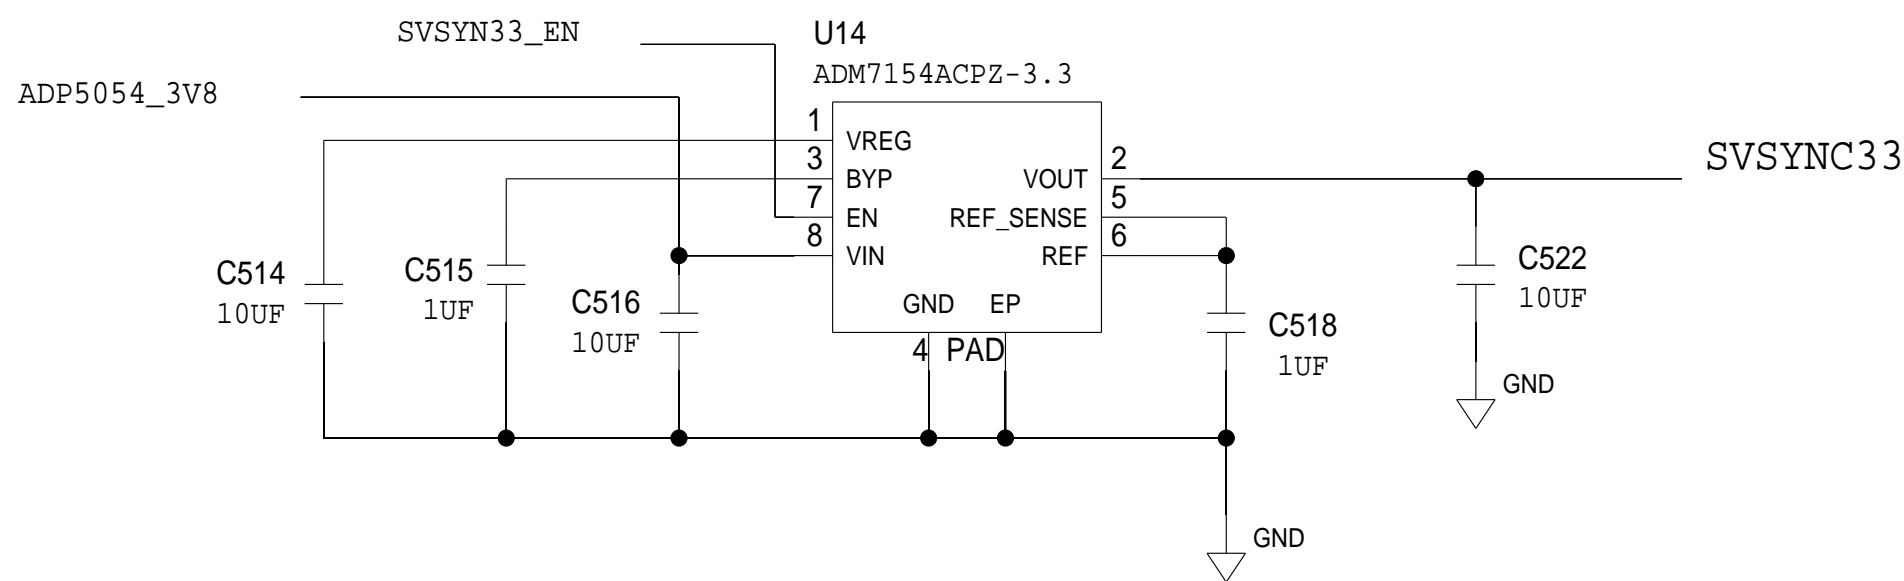 SVSYN33_EN
U14
ADM7154ACPZ-3.3
ADP5054_3V8
1
VREG
3
BYP
VOUT
2
SVSYNC33
7
EN
REF_SENSE
5
8
VIN
REF
6
C514
10UF
C515
1UF
C516
10UF
GND
EP
4
PAD
C518
1UF
C522
10UF
GND
GND